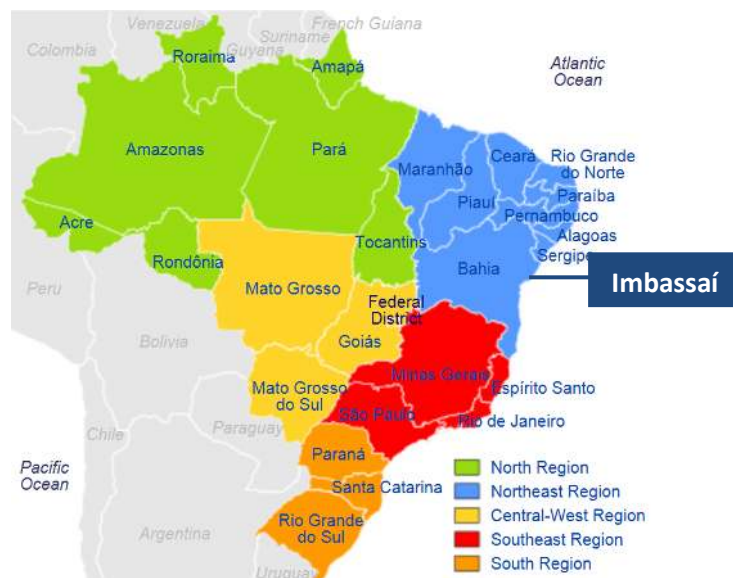 Venezuela
French Guiana
Suriname
Colombia
Guyana
Roraima
Amapá
Atlantic
Ocean
Amazonas
Pará
Maranhão
Ceará
Rio Grande
do Norte
Piauí
Paraíba
Pernambuco
Acre
Alagoas
Tocantins
Sergipe
Rondônia
Bahia
Imbassaí
Peru
Mato Grosso
Federal
District
Bolivia
Goiás
Minas Gerais
Espírito Santo
Mato Grosso
do Sul
São Paulo
Rio de Janeiro
Paraguay
Chile
Paraná
Pacific
Ocean
Santa Catarina
Rio Grande
do Sul
Argentina
Uruguay
North Region
Northeast Region
Central-West Region
Southeast Region
South Region